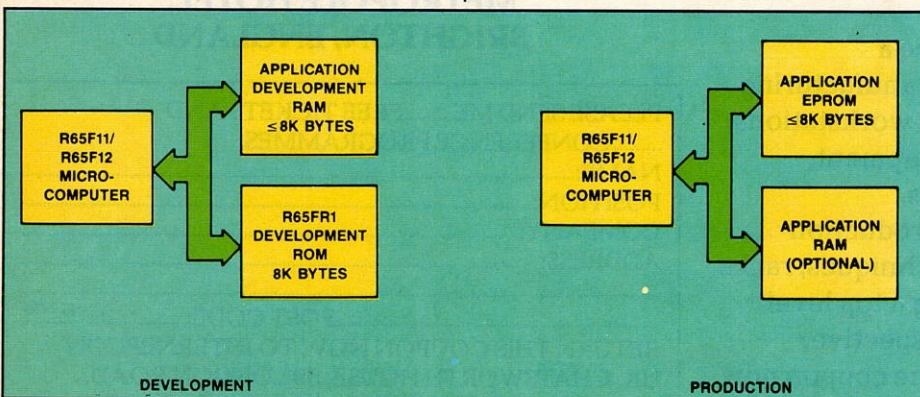 APPLICATION
DEVELOPMENT
RAM
≤8K BYTES
R65F11/
R65F12
MICRO-
COMPUTER
R65FR1
DEVELOPMENT
ROM
8K BYTES
DEVELOPMENT
APPLICATION
EPROM
≤8K BYTES
R65F11/
R65F12
MICRO-
COMPUTER
APPLICATION
RAM
(OPTIONAL)
PRODUCTION